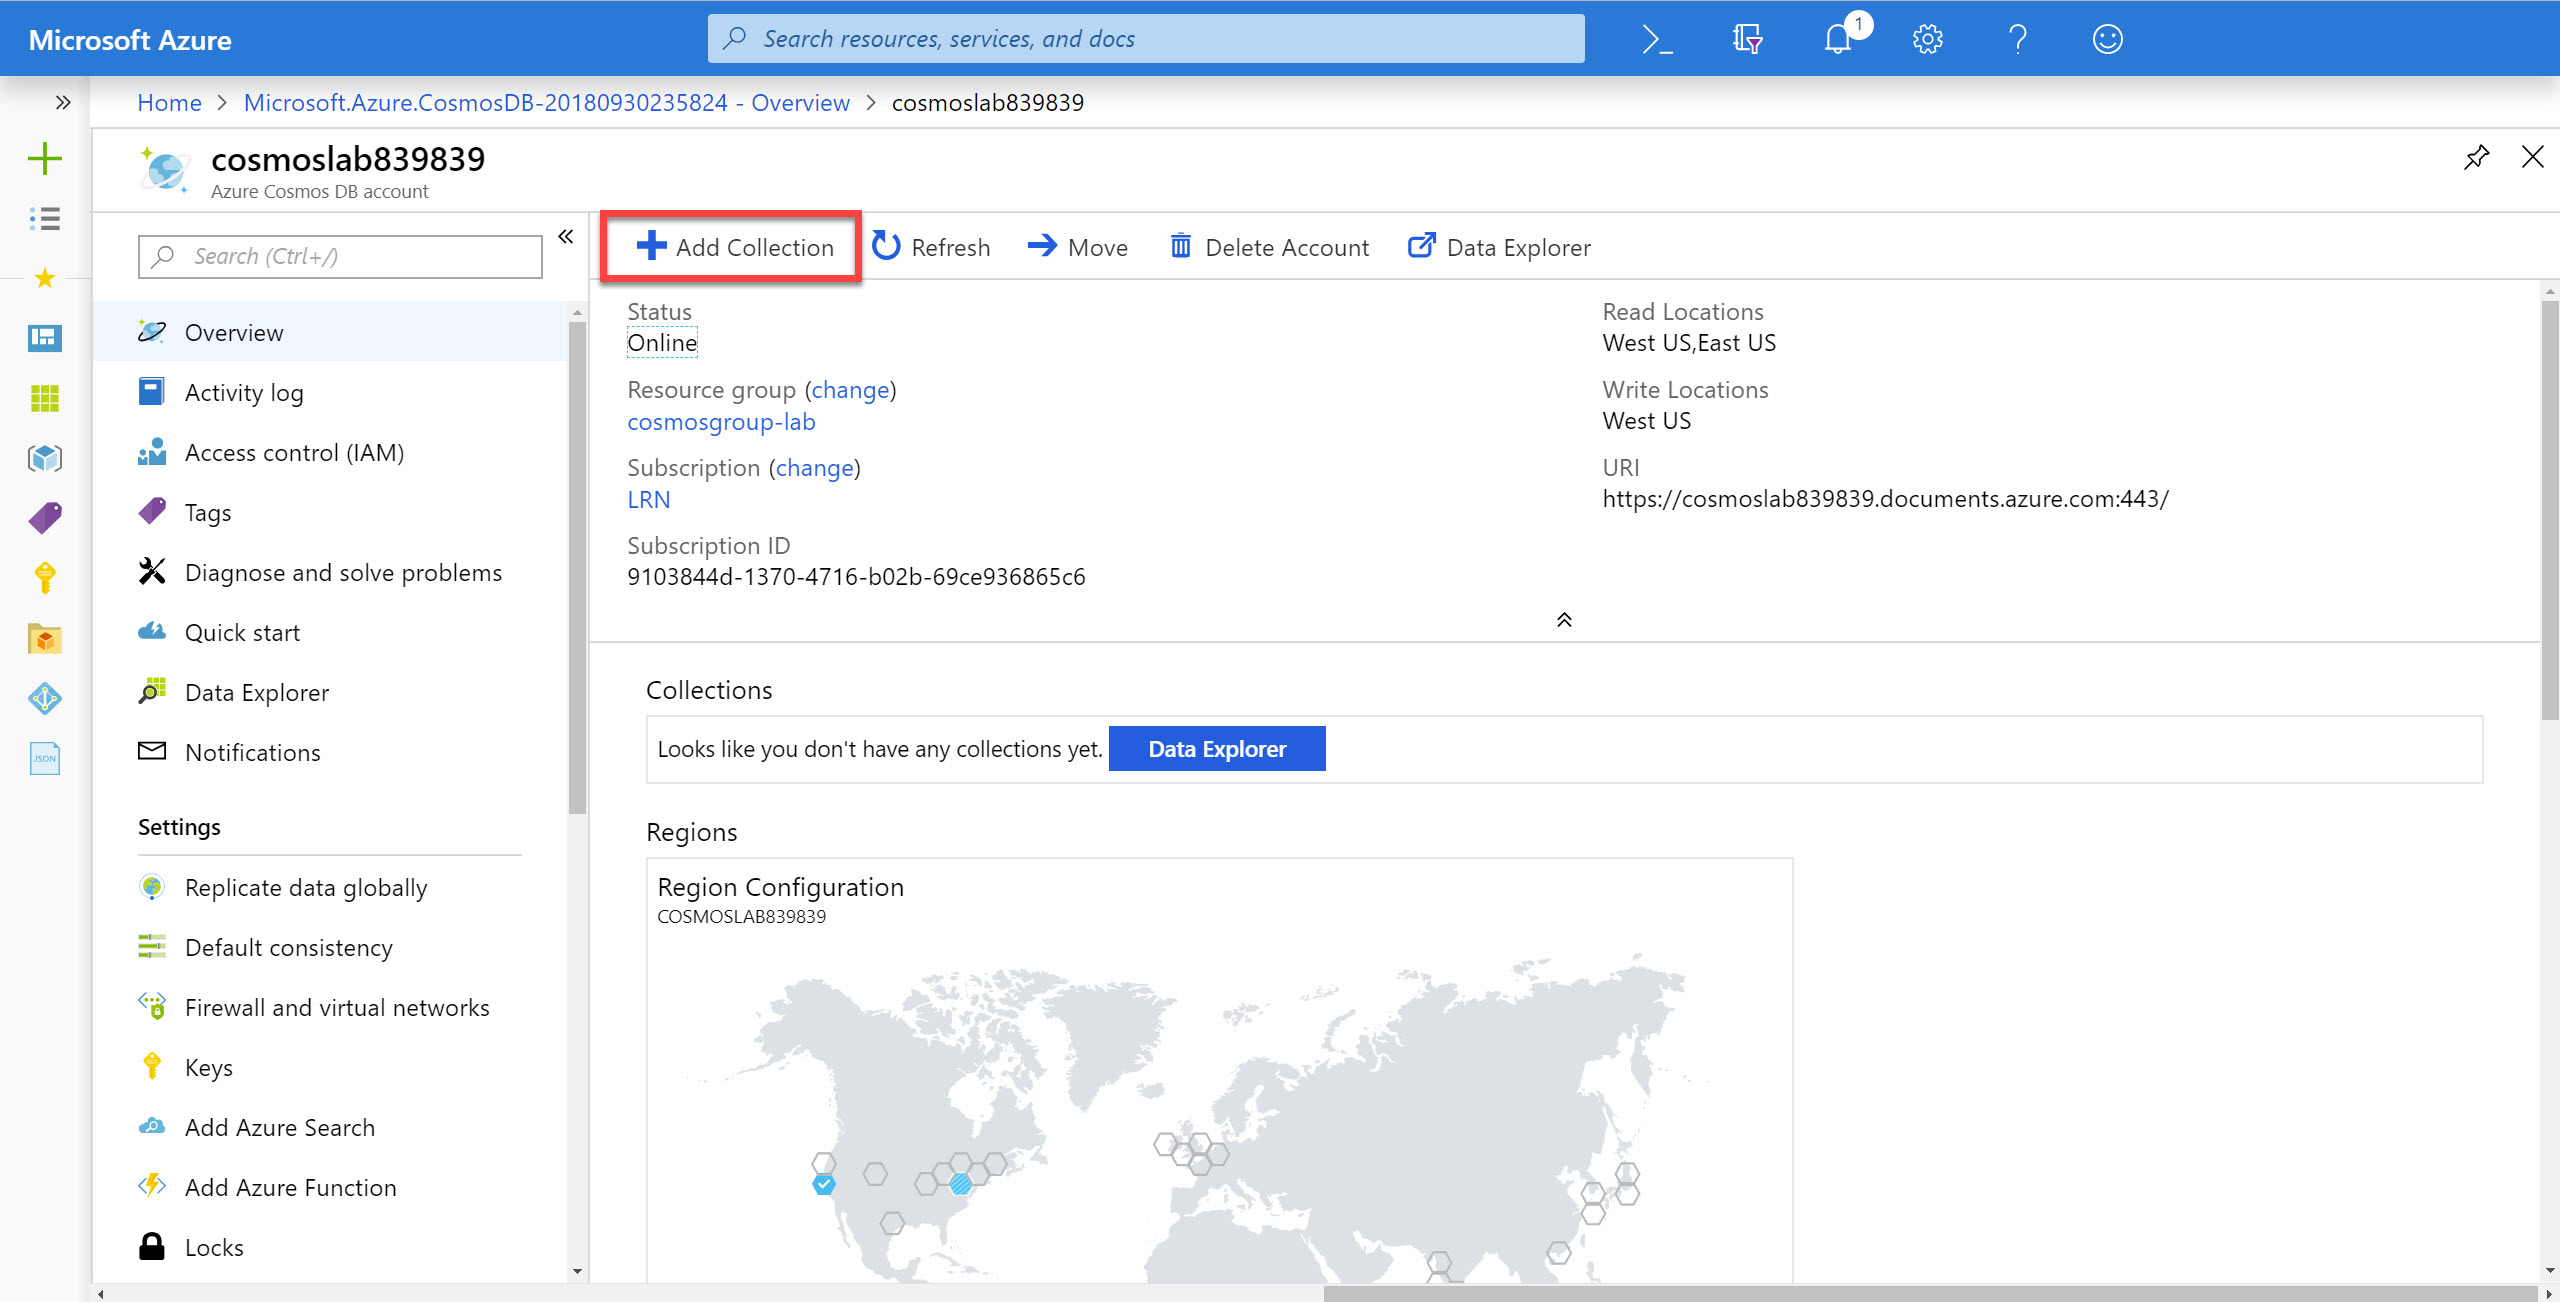 Microsoft Azure
Search resources, services, and docs
1
Home > Microsoft.Azure.CosmosDB-20180930235824 - Overview > cosmoslab839839
cosmoslab839839
Azure Cosmos DB account
Search (Ctrl+/)
Overview
Activity log
Access control (IAM)
Tags
Diagnose and solve problems
Quick start
Data Explorer
Notifications
Settings
Replicate data globally
Default consistency
Firewall and virtual networks
Keys
Add Azure Search
Add Azure Function
Locks
JSON
Add Collection Refresh Move Delete Account Data Explorer
Status
Online
Resource group (change)
cosmosgroup-lab
Subscription (change)
LRN
Subscription ID
9103844d-1370-4716-b02b-69ce936865c6
Read Locations
West US,East US
Write Locations
West US
URI
https://cosmoslab839839.documents.azure.com:443/
Collections
Looks like you don't have any collections yet. Data Explorer
Regions
Region Configuration
COSMOSLAB839839